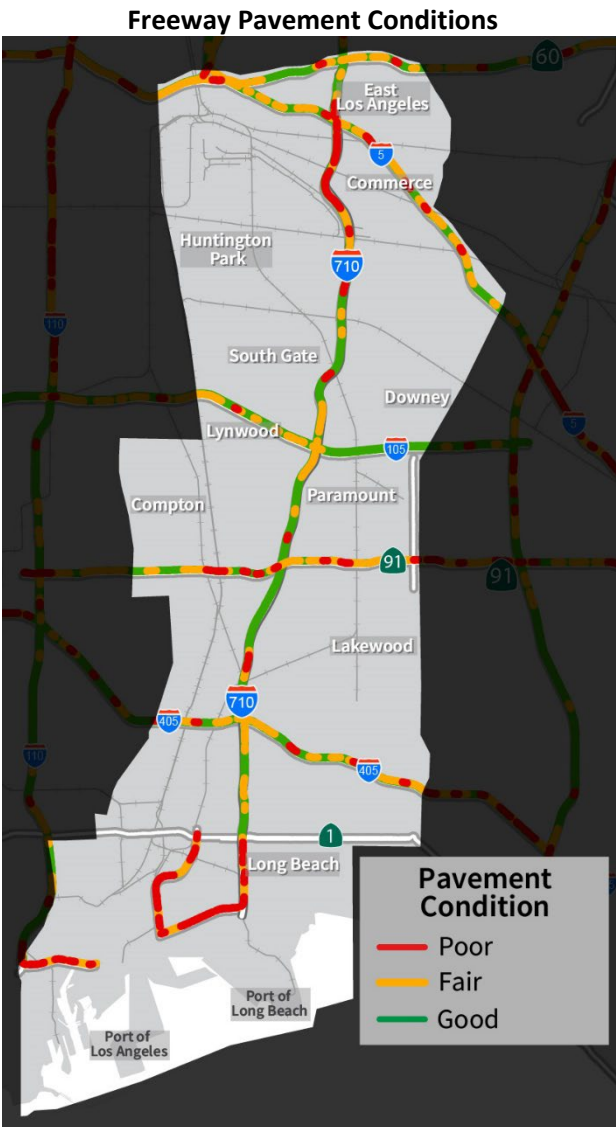 Freeway Pavement Conditions
60
East
Los Angeles
5
Commerce
Huntington
Park
710
110
South Gate
Downey
5
Lynwood
105
Compton
Paramount
91
91
Lakewood
710
405
110
405
1
Long Beach
Pavement
Condition
Poor
Fair
Good
Port of
Long Beach
Port of
Los Angeles